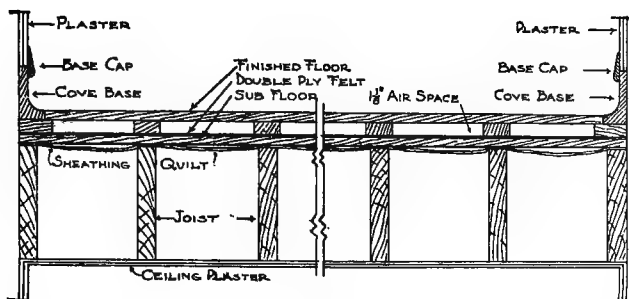 PLASTER
PLASTER
BASE CAP
FINISHED FLOOR
BASE CAP
COVE BASE
DOUBLE PLY FELT
1⅛" AIR SPACE
COVE BASE
SUB FLOOR
SHEATHING
QUILT
JOIST
CEILING PLASTER